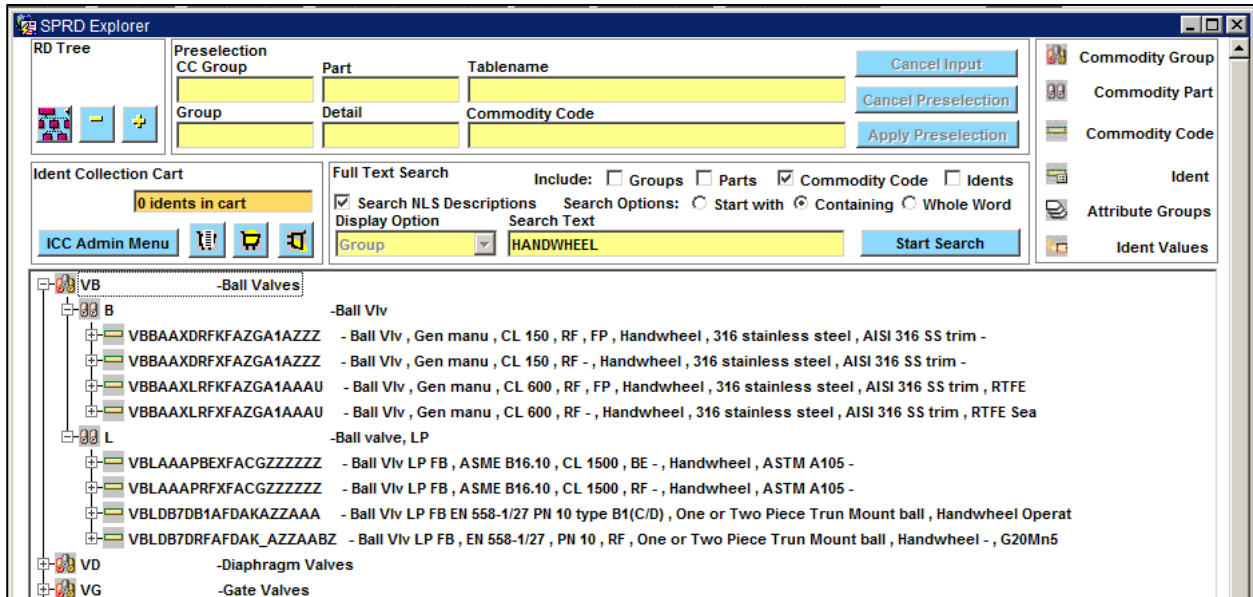 SPRD Explorer
RD Tree
Preselection
CC Group Part Tablename
Cancel Input
Cancel Preselection
Group Detail Commodity Code
Apply Preselection
Commodity Group
Commodity Part
Commodity Code
Ident
Attribute Groups
Ident Values
Ident Collection Cart
0 idents in cart
ICC Admin Menu
Full Text Search Include: Groups Parts Commodity Code Idents
Search NLS Descriptions Search Options: Start with Containing Whole Word
Display Option Search Text
Group HANDWHEEL Start Search
VB -Ball Valves
B -Ball Vlv
VBBAAXDRFKFAZGA1AZZZ - Ball Vlv , Gen manu , CL 150 , RF , FP , Handwheel , 316 stainless steel , AISI 316 SS trim -
VBBAAXDRFXFAZGA1AZZZ - Ball Vlv , Gen manu , CL 150 , RF - , Handwheel , 316 stainless steel , AISI 316 SS trim -
VBBAAXLRFKFAZGA1AAAU - Ball Vlv , Gen manu , CL 600 , RF , FP , Handwheel , 316 stainless steel , AISI 316 SS trim , RTFE
VBBAAXLRFXFAZGA1AAAU - Ball Vlv , Gen manu , CL 600 , RF - , Handwheel , 316 stainless steel , AISI 316 SS trim , RTFE Sea
L -Ball valve, LP
VBLAAAPBEXFACGZZZZZZ - Ball Vlv LP FB , ASME B16.10 , CL 1500 , BE - , Handwheel , ASTM A105 -
VBLAAAPRFXFACGZZZZZZ - Ball Vlv LP FB , ASME B16.10 , CL 1500 , RF - , Handwheel , ASTM A105 -
VBLDB7DB1AFDAKAZZAAA - Ball Vlv LP FB EN 558-1/27 PN 10 type B1(C/D) , One or Two Piece Trun Mount ball , Handwheel Operat
VBLDB7DRFAFDAK_AZZAABZ - Ball Vlv LP FB , EN 558-1/27 , PN 10 , RF , One or Two Piece Trun Mount ball , Handwheel - , G20Mn5
VD -Diaphragm Valves
VG -Gate Valves